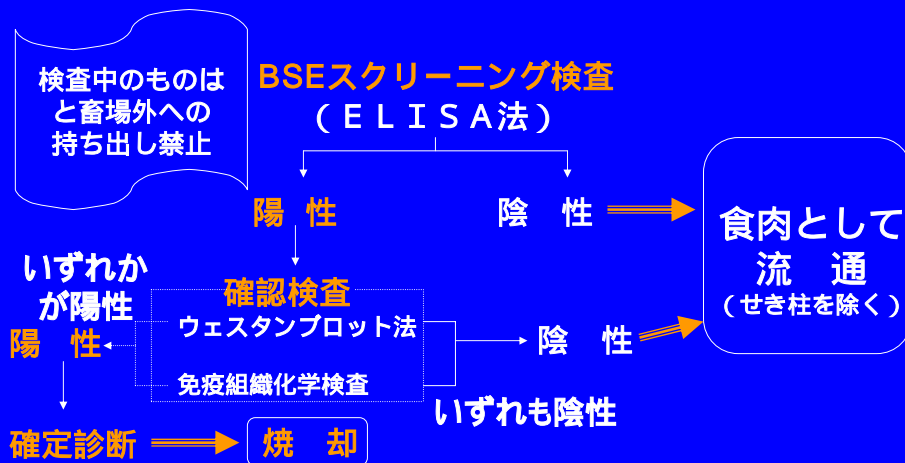 検査中のものは
と畜場外への
持ち出し禁止
BSEスクリーニング検査
（ＥＬＩＳＡ法）
陽 性
陰 性
食肉として
流 通
（せき柱を除く）
いずれか
が陽性
陽 性
確認検査
ウェスタンブロット法
免疫組織化学検査
陰 性
いずれも陰性
確定診断
焼 却